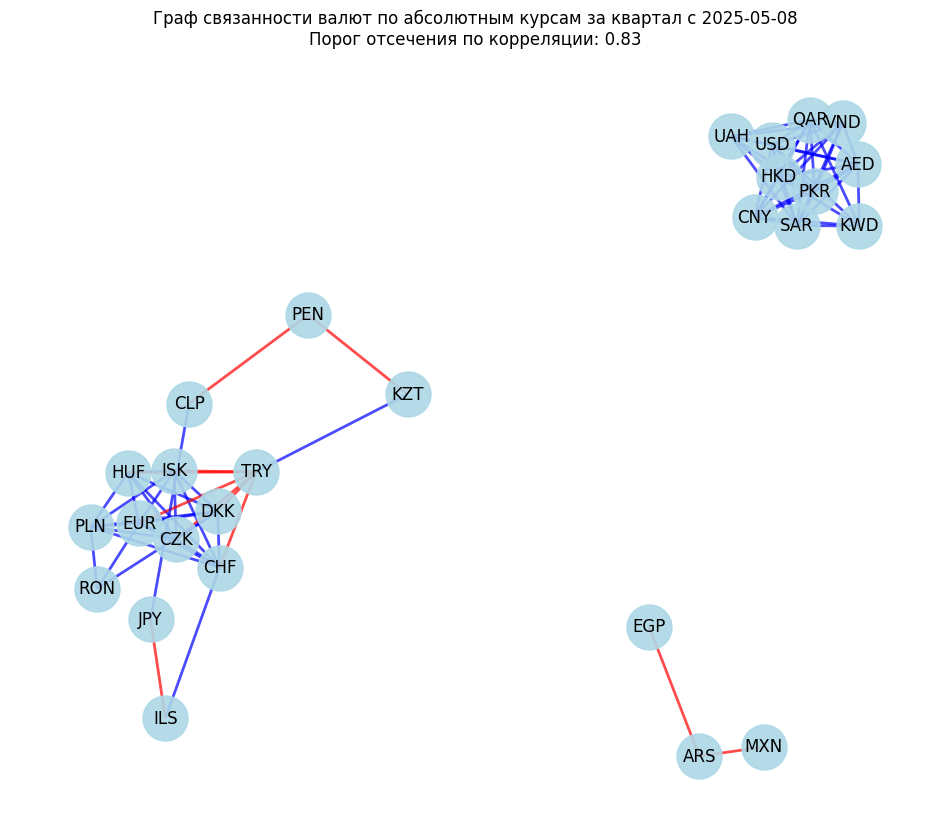 Граф связанности валют по абсолютным курсам за квартал с 2025-05-08
Порог отсечения по корреляции: 0.83
QAR
VND
UAH
USD
AED
HKD
PKR
CNY
SAR
KWD
PEN
KZT
CLP
HUF
ISK
TRY
DKK
PLN
EUR
CZK
CHF
RON
JPY
EGP
ILS
MXN
ARS